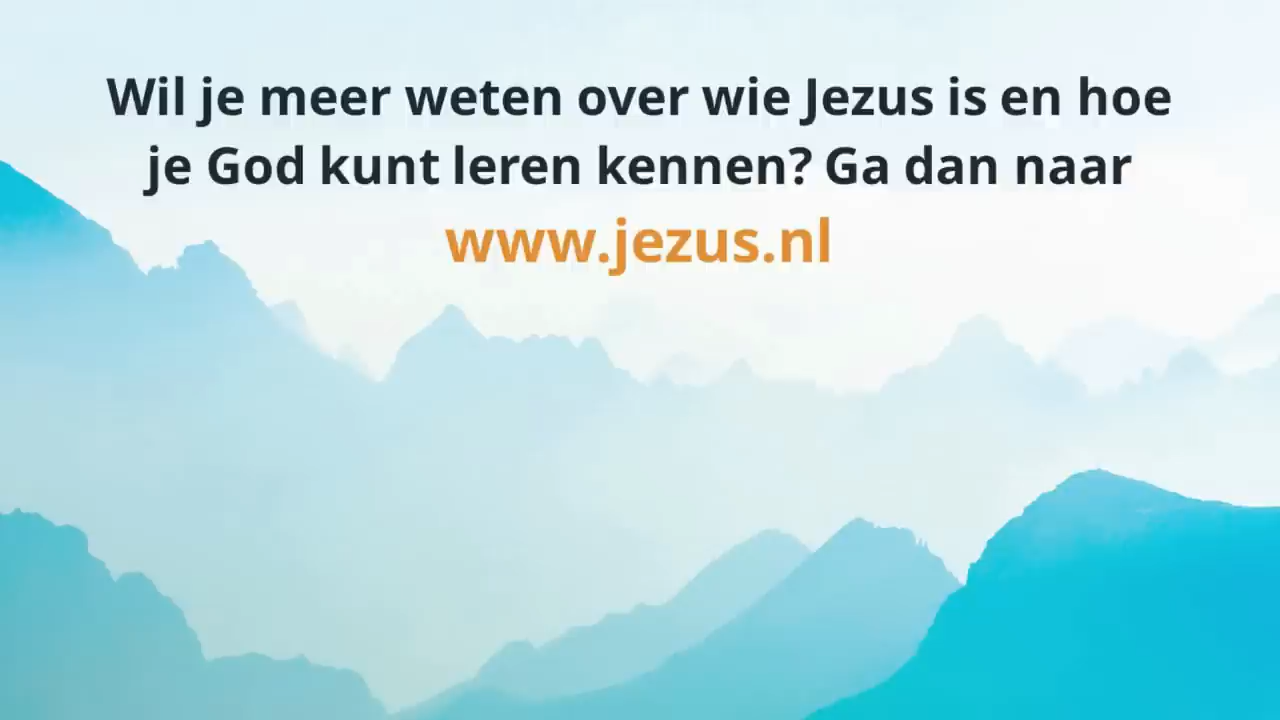 Wil je meer weten over wie Jezus is en hoe
je God kunt leren kennen? Ga dan naar
www.jezus.nl